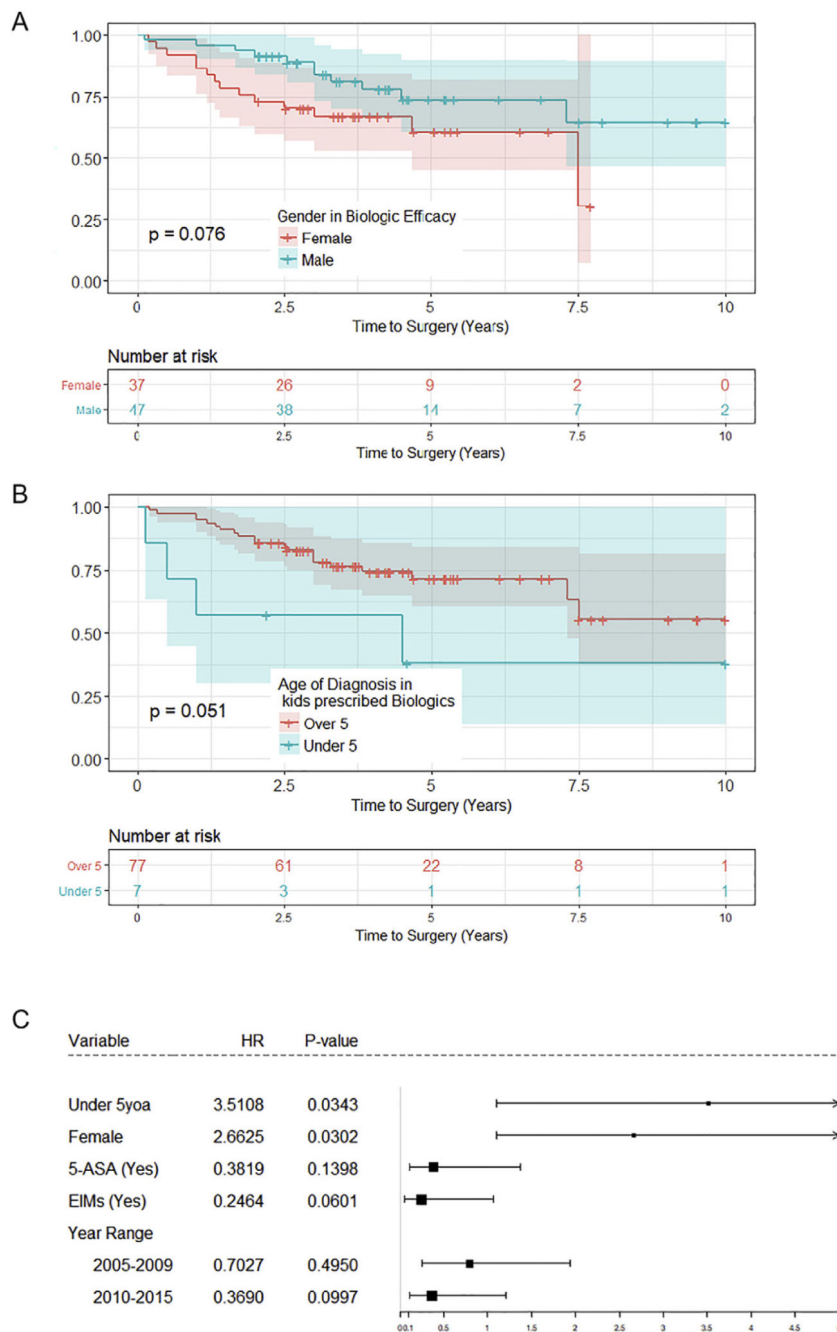 A
1.00
0.75
0.50
0.25
0.00
p = 0.076
Gender in Biologic Efficacy
Female
Male
0 2.5 5 7.5 10
Time to Surgery (Years)
Number at risk
Female 37 26 9 2 0
Male 47 38 14 7 2
0 2.5 5 7.5 10
Time to Surgery (Years)
B
1.00
0.75
0.50
0.25
0.00
p = 0.051
Age of Diagnosis in
kids prescribed Biologics
Over 5
Under 5
0 2.5 5 7.5 10
Time to Surgery (Years)
Number at risk
Over 5 77 61 22 8 1
Under 5 7 3 1 1 1
0 2.5 5 7.5 10
Time to Surgery (Years)
C
Variable HR P-value
Under 5yoa 3.5108 0.0343
Female 2.6625 0.0302
5-ASA (Yes) 0.3819 0.1398
EIMs (Yes) 0.2464 0.0601
Year Range
2005-2009 0.7027 0.4950
2010-2015 0.3690 0.0997
0 0.1 0.5 1 1.5 2 2.5 3 3.5 4 4.5